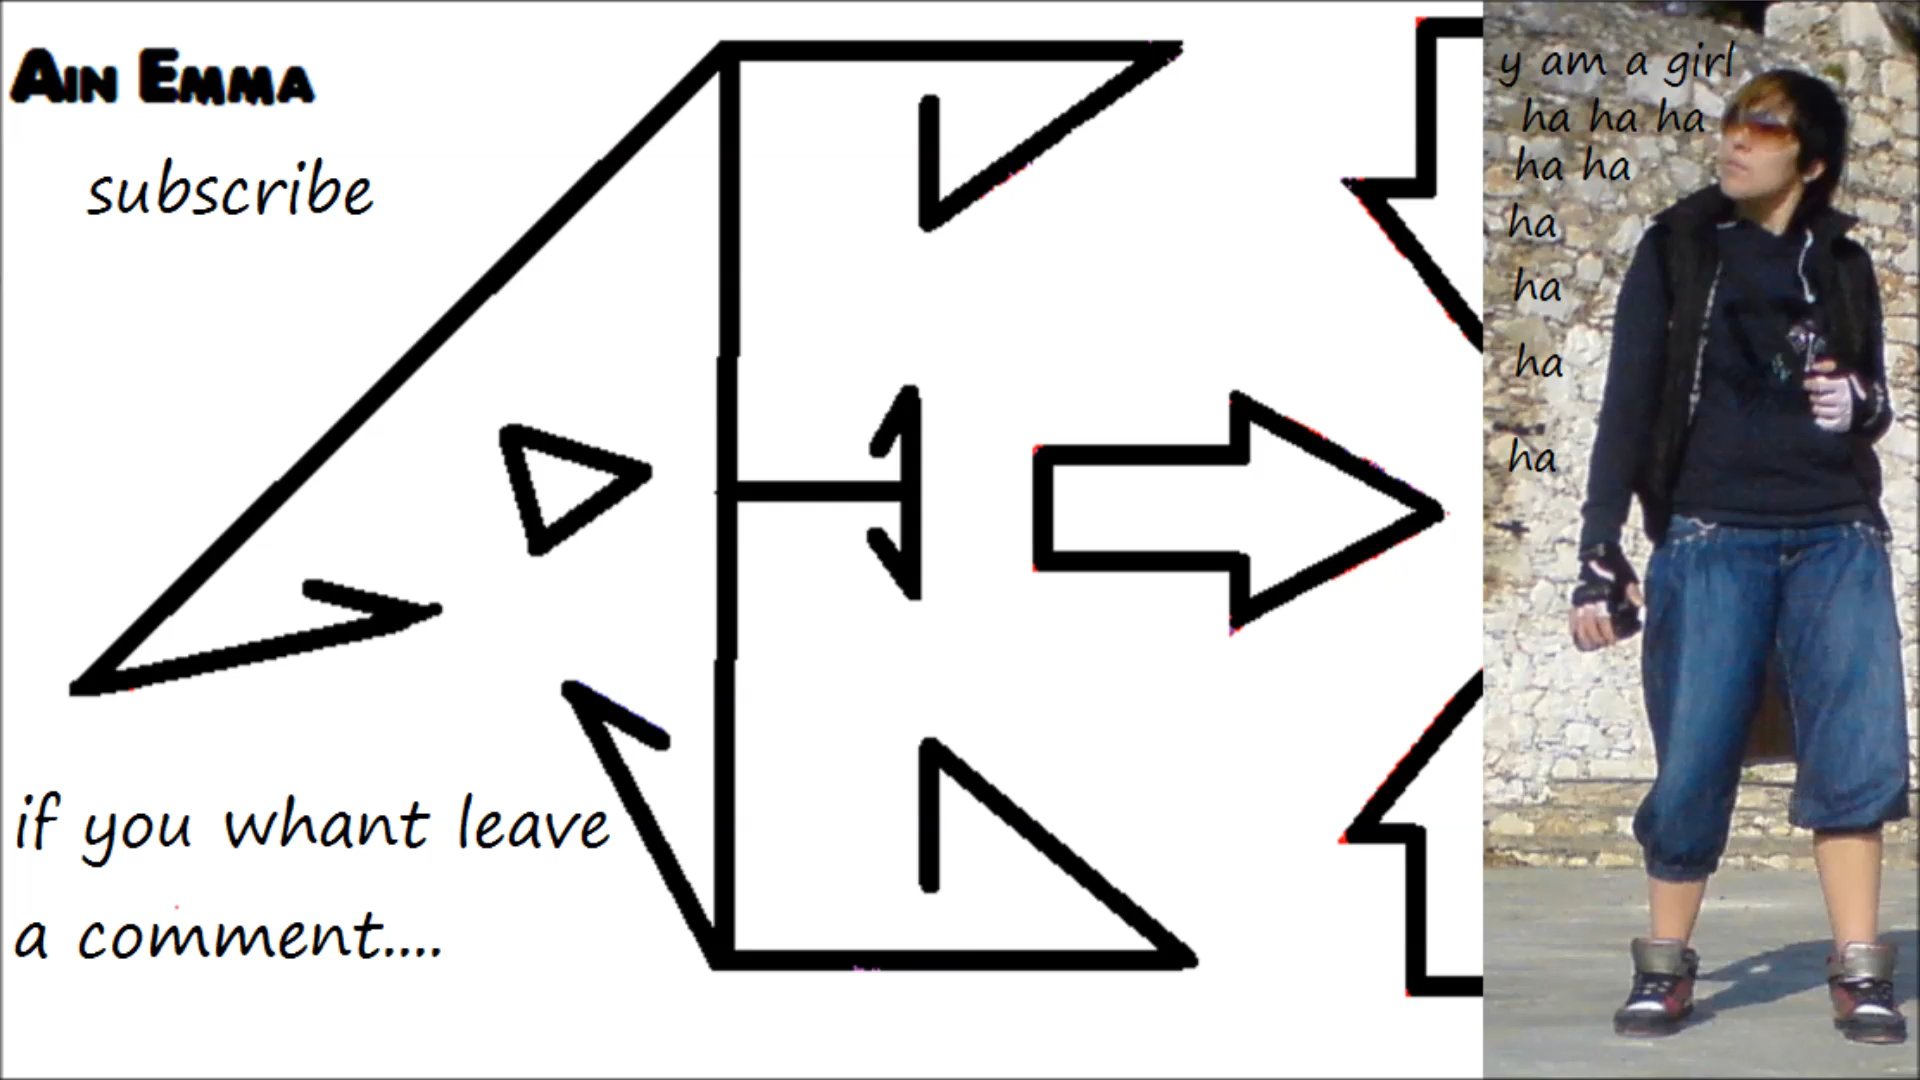 AIN EMMA
subscribe
if you whant leave
a comment....
y am a girl
ha ha ha
ha ha
ha
ha
ha
ha